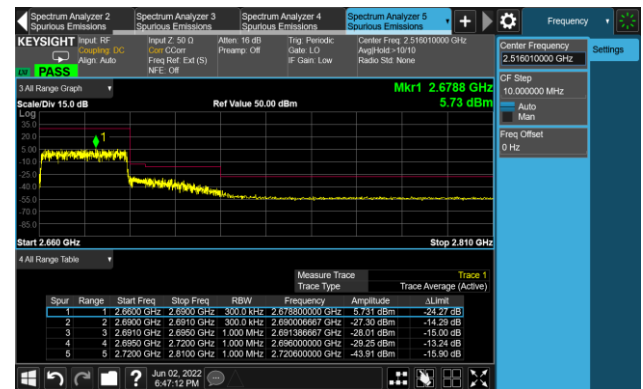 Spectrum Analyzer 2
Spurious Emissions
Spectrum Analyzer 3
Spurious Emissions
Spectrum Analyzer 4
Spurious Emissions
Spectrum Analyzer 5
Spurious Emissions
Frequency
KEYSIGHT
Input: RF
Coupling: DC
Align: Auto
Input Z: 50 Ω
Corr CCorr
Freq Ref: Ext (S)
NFE: Off
Atten: 16 dB
Preamp: Off
Trig: Periodic
Gate: LO
IF Gain: Low
Center Freq: 2.516010000 GHz
Avg|Hold:>10/10
Radio Std: None
PASS
Center Frequency
2.516010000 GHz
Settings
CF Step
10.000000 MHz
Auto
Man
Freq Offset
0 Hz
3 All Range Graph
Mkr1 2.6788 GHz
Scale/Div 15.0 dB
Ref Value 50.00 dBm
5.73 dBm
Log
35.0
20.0
5.00
-10.0
-25.0
-40.0
-55.0
-70.0
-85.0
1
Start 2.660 GHz
Stop 2.810 GHz
4 All Range Table
Measure Trace Trace 1
Trace Type Trace Average (Active)
Spur Range Start Freq Stop Freq RBW Frequency Amplitude ΔLimit
1 1 2.6600 GHz 2.6900 GHz 300.0 kHz 2.678800000 GHz 5.731 dBm -24.27 dB
2 2 2.6900 GHz 2.6910 GHz 300.0 kHz 2.690006667 GHz -27.30 dBm -14.29 dB
3 3 2.6910 GHz 2.6950 GHz 1.000 MHz 2.691386667 GHz -28.01 dBm -15.00 dB
4 4 2.6950 GHz 2.7200 GHz 1.000 MHz 2.696000000 GHz -29.25 dBm -13.24 dB
5 5 2.7200 GHz 2.8100 GHz 1.000 MHz 2.720600000 GHz -43.91 dBm -15.90 dB
Jun 02, 2022
6:47:12 PM